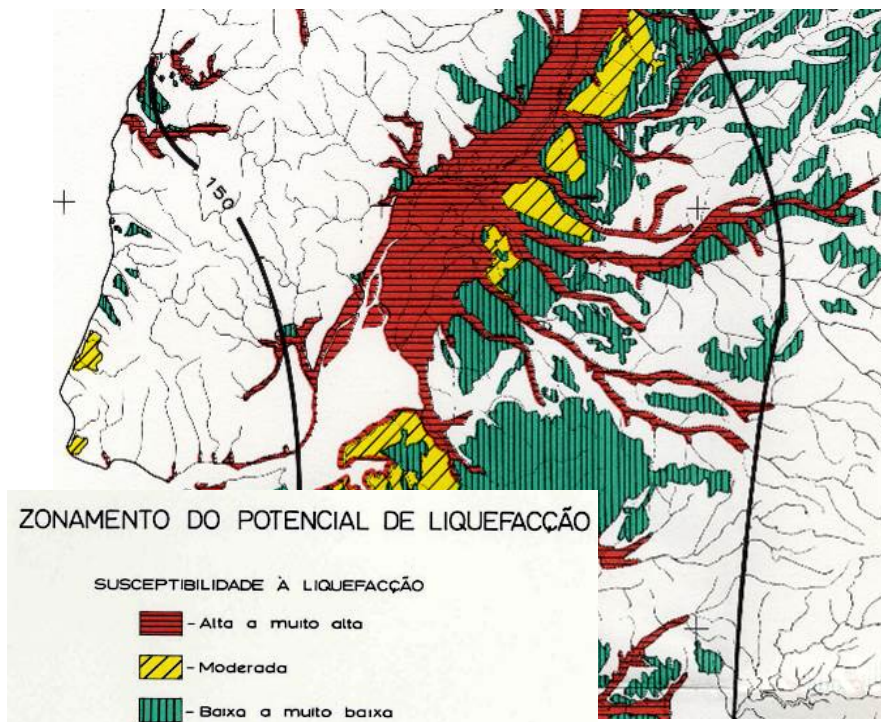 150
ZONAMENTO DO POTENCIAL DE LIQUEFACÇÃO
SUSCEPTIBILIDADE À LIQUEFACÇÃO
- Alta a muito alta
- Moderada
- Baixa a muito baixa